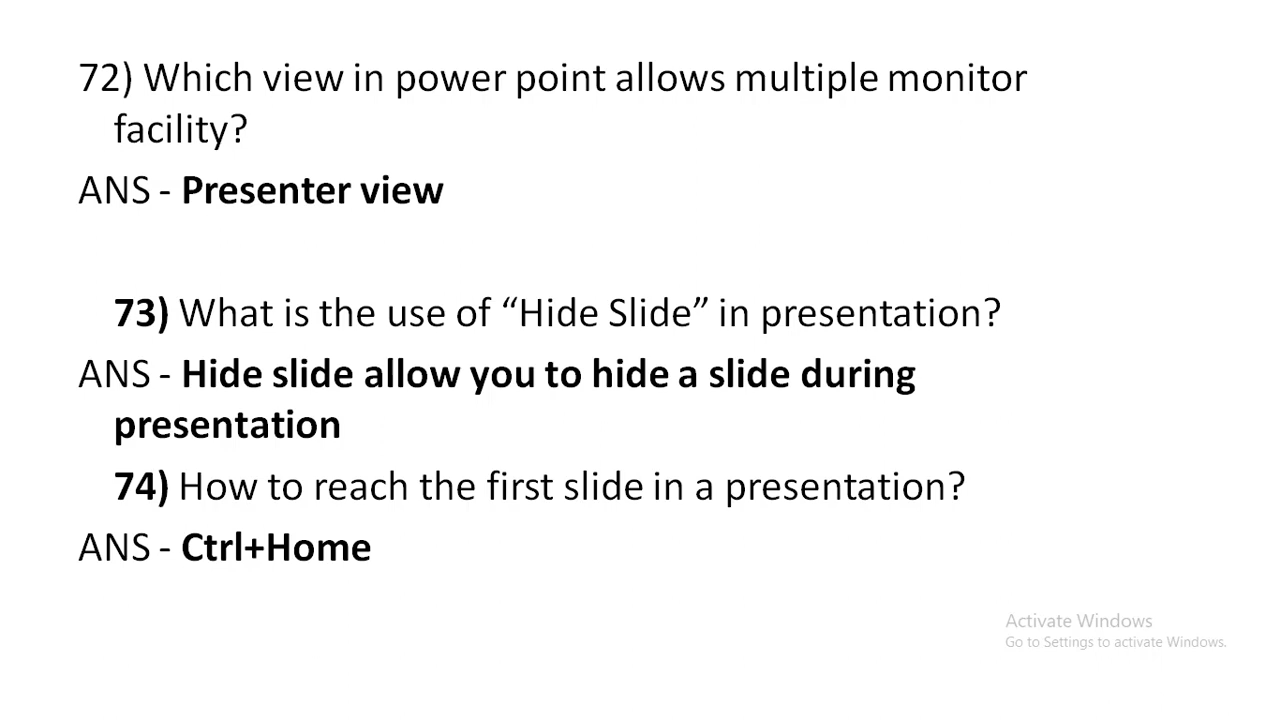 72) Which view in power point allows multiple monitor
facility?
ANS - Presenter view
73) What is the use of “Hide Slide” in presentation?
ANS - Hide slide allow you to hide a slide during
presentation
74) How to reach the first slide in a presentation?
ANS - Ctrl+Home
Activate Windows
Go to Settings to activate Windows.